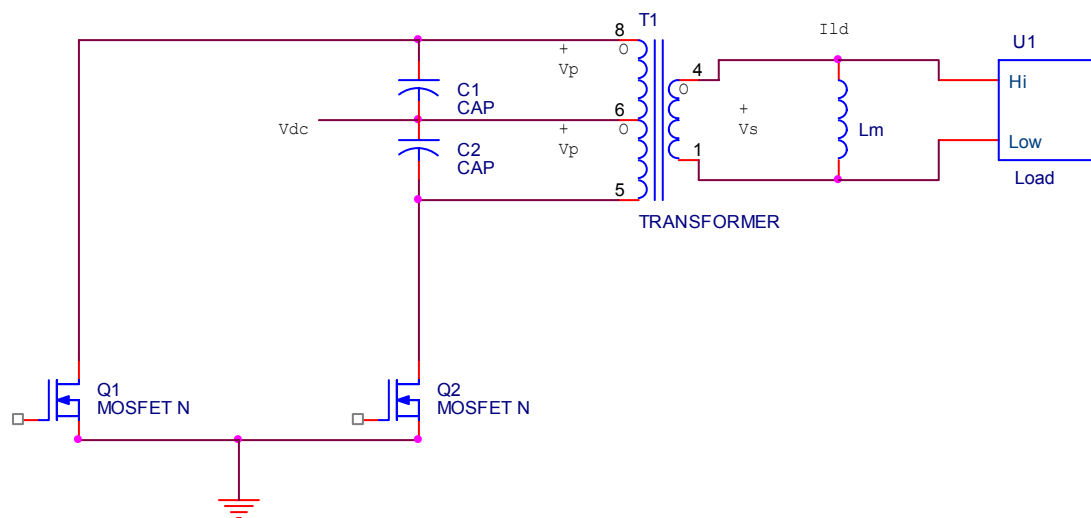 T1
Ild
U1
8
O
+
Vp
4
O
Hi
C1
CAP
Vdc
6
O
+
Vp
+
Vs
Lm
C2
CAP
1
Low
5
Load
TRANSFORMER
Q1
MOSFET N
Q2
MOSFET N